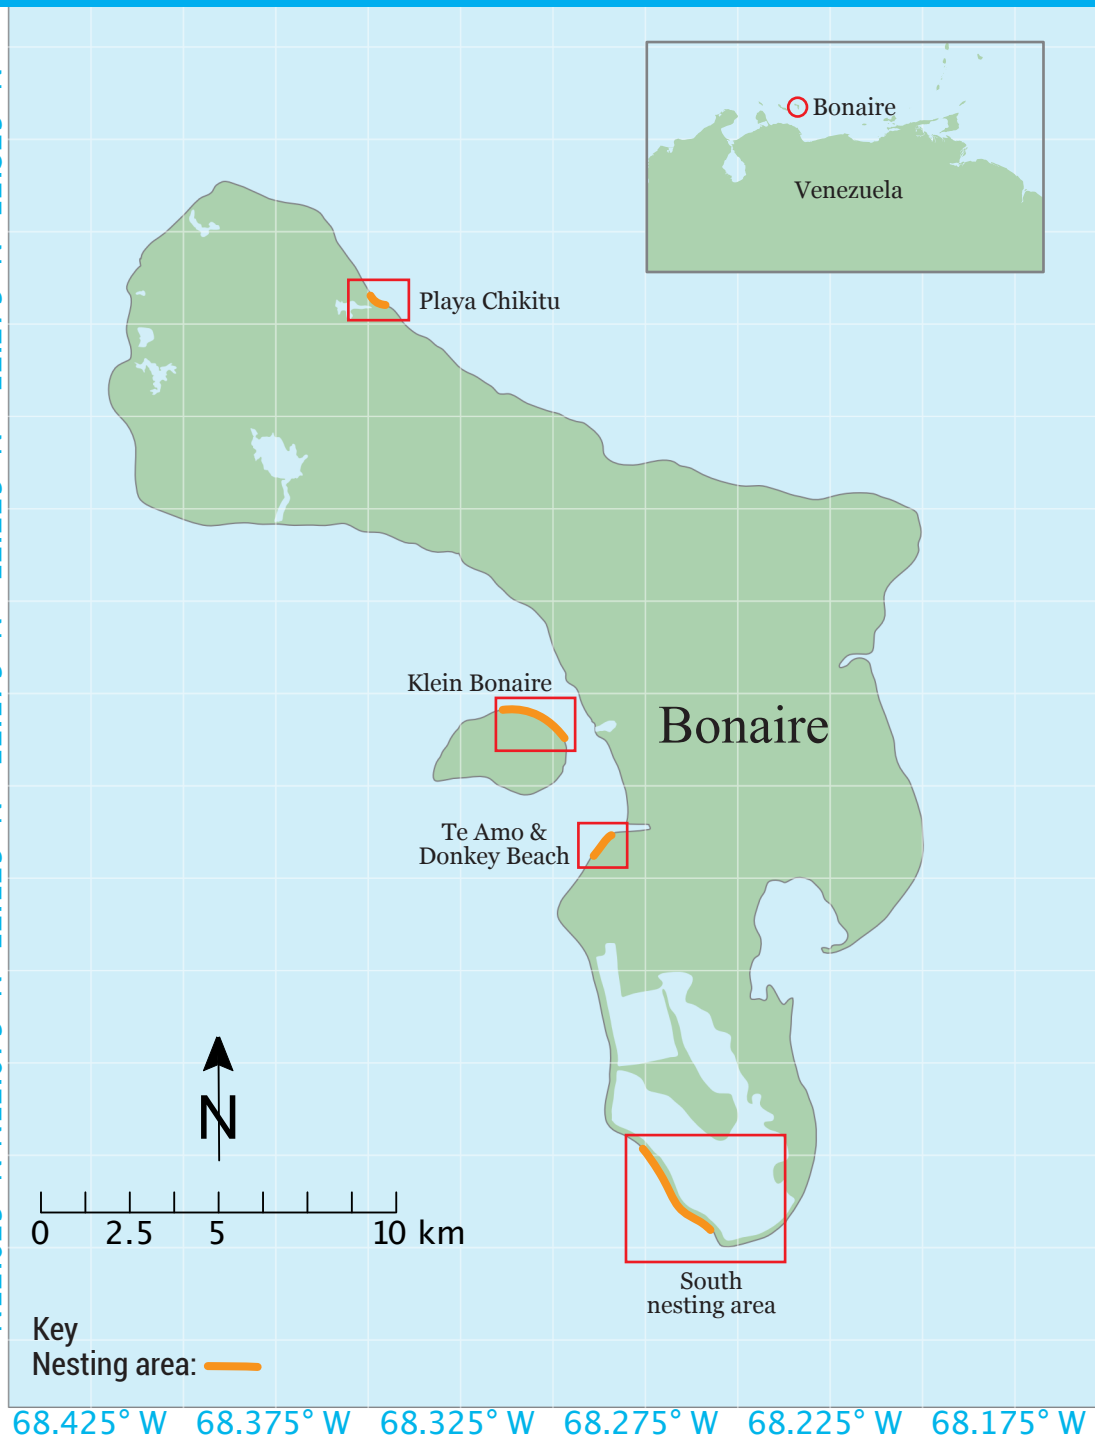 Bonaire
Venezuela
Playa Chikitu
Klein Bonaire
Bonaire
Te Amo &
Donkey Beach
N
0 2.5 5 10 km
South
nesting area
Key
Nesting area:
68.425° W 68.375° W 68.325° W 68.275° W 68.225° W 68.175° W